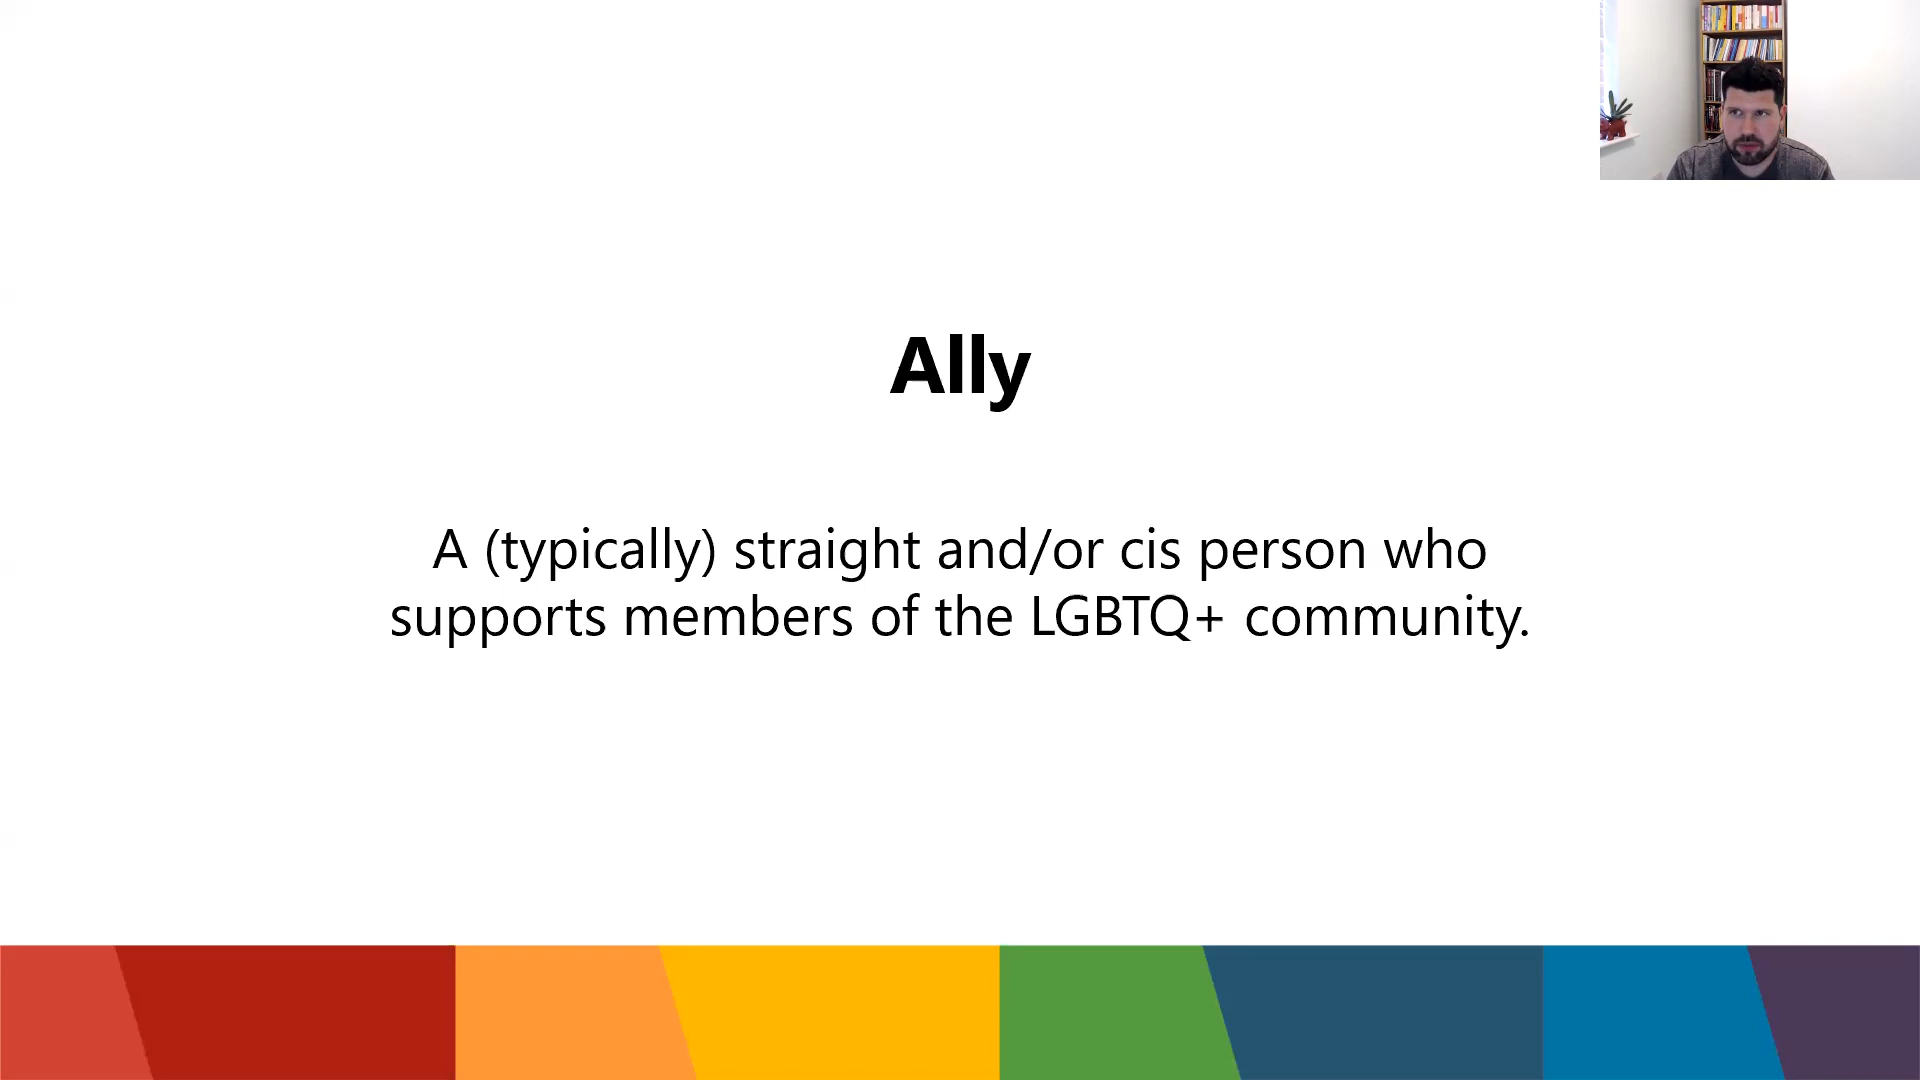 Ally
A (typically) straight and/or cis person who
supports members of the LGBTQ+ community.